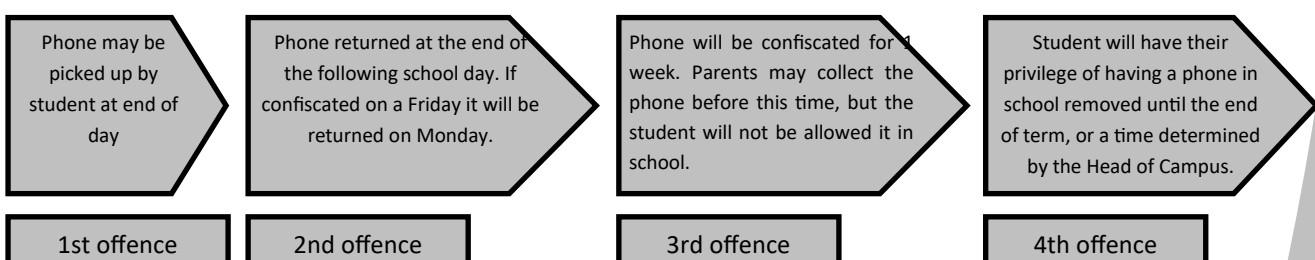 Phone may be
picked up by
student at end of
day
Phone returned at the end of
the following school day. If
confiscated on a Friday it will be
returned on Monday.
Phone will be confiscated for 1
week. Parents may collect the
phone before this time, but the
student will not be allowed it in
school.
Student will have their
privilege of having a phone in
school removed until the end
of term, or a time determined
by the Head of Campus.
1st offence
2nd offence
3rd offence
4th offence